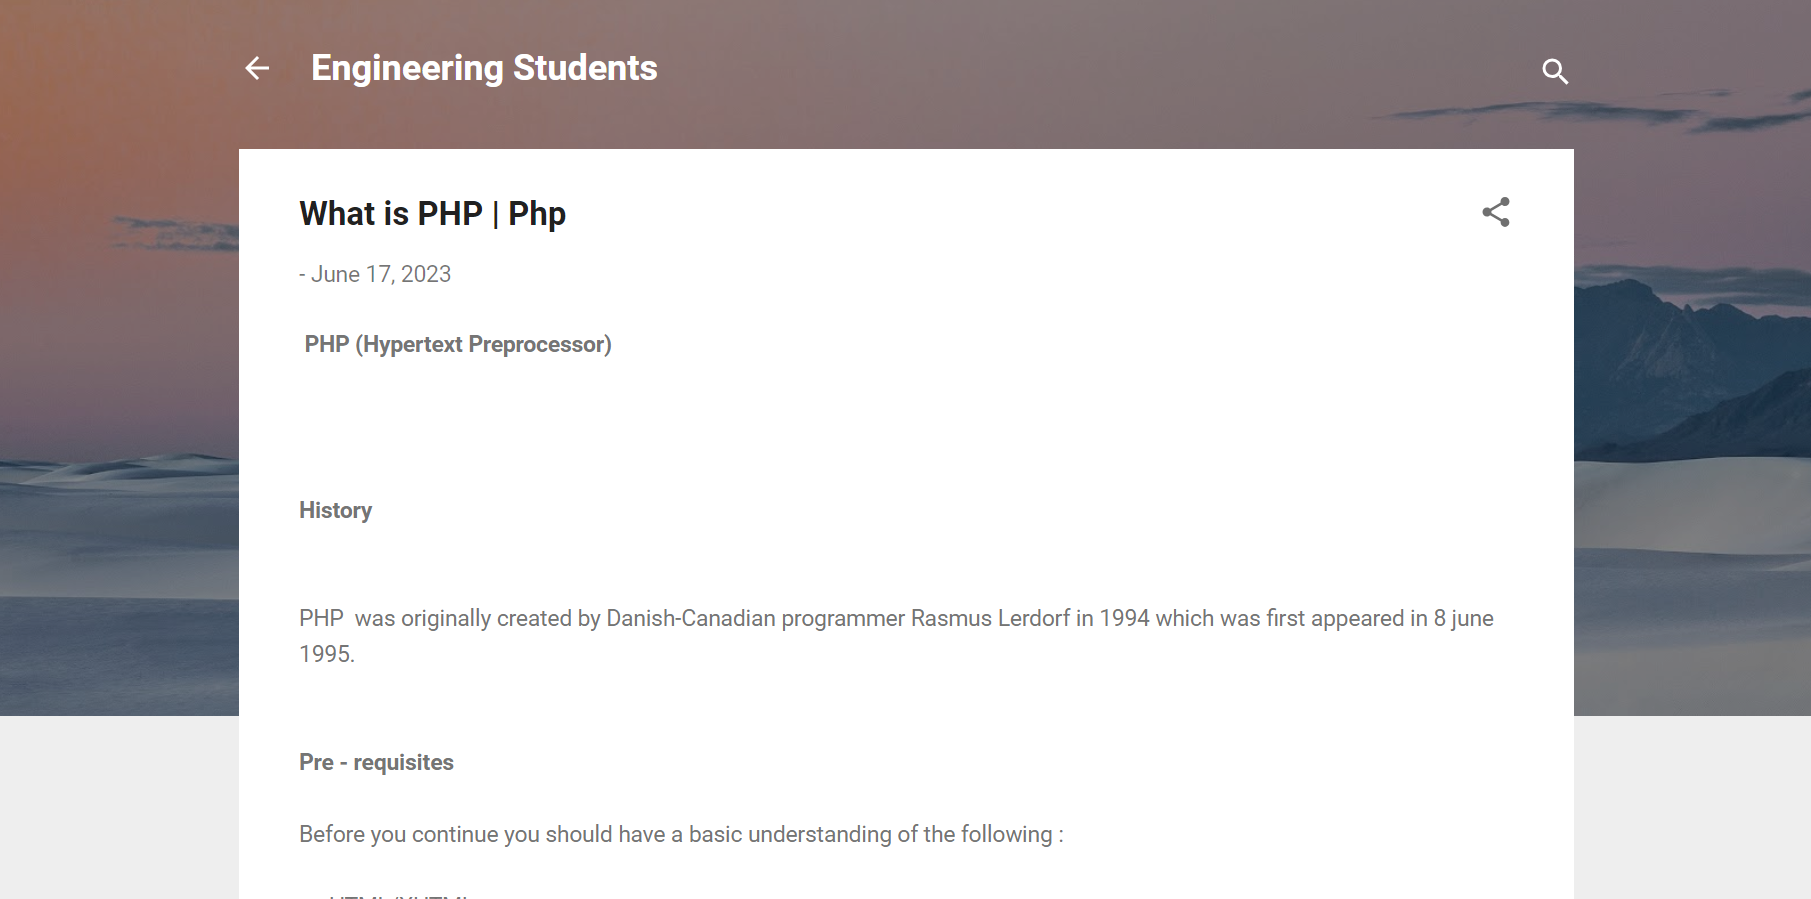 Engineering Students
What is PHP | Php
- June 17, 2023
PHP (Hypertext Preprocessor)
History
PHP  was originally created by Danish-Canadian programmer Rasmus Lerdorf in 1994 which was first appeared in 8 june
1995.
Pre - requisites
Before you continue you should have a basic understanding of the following :